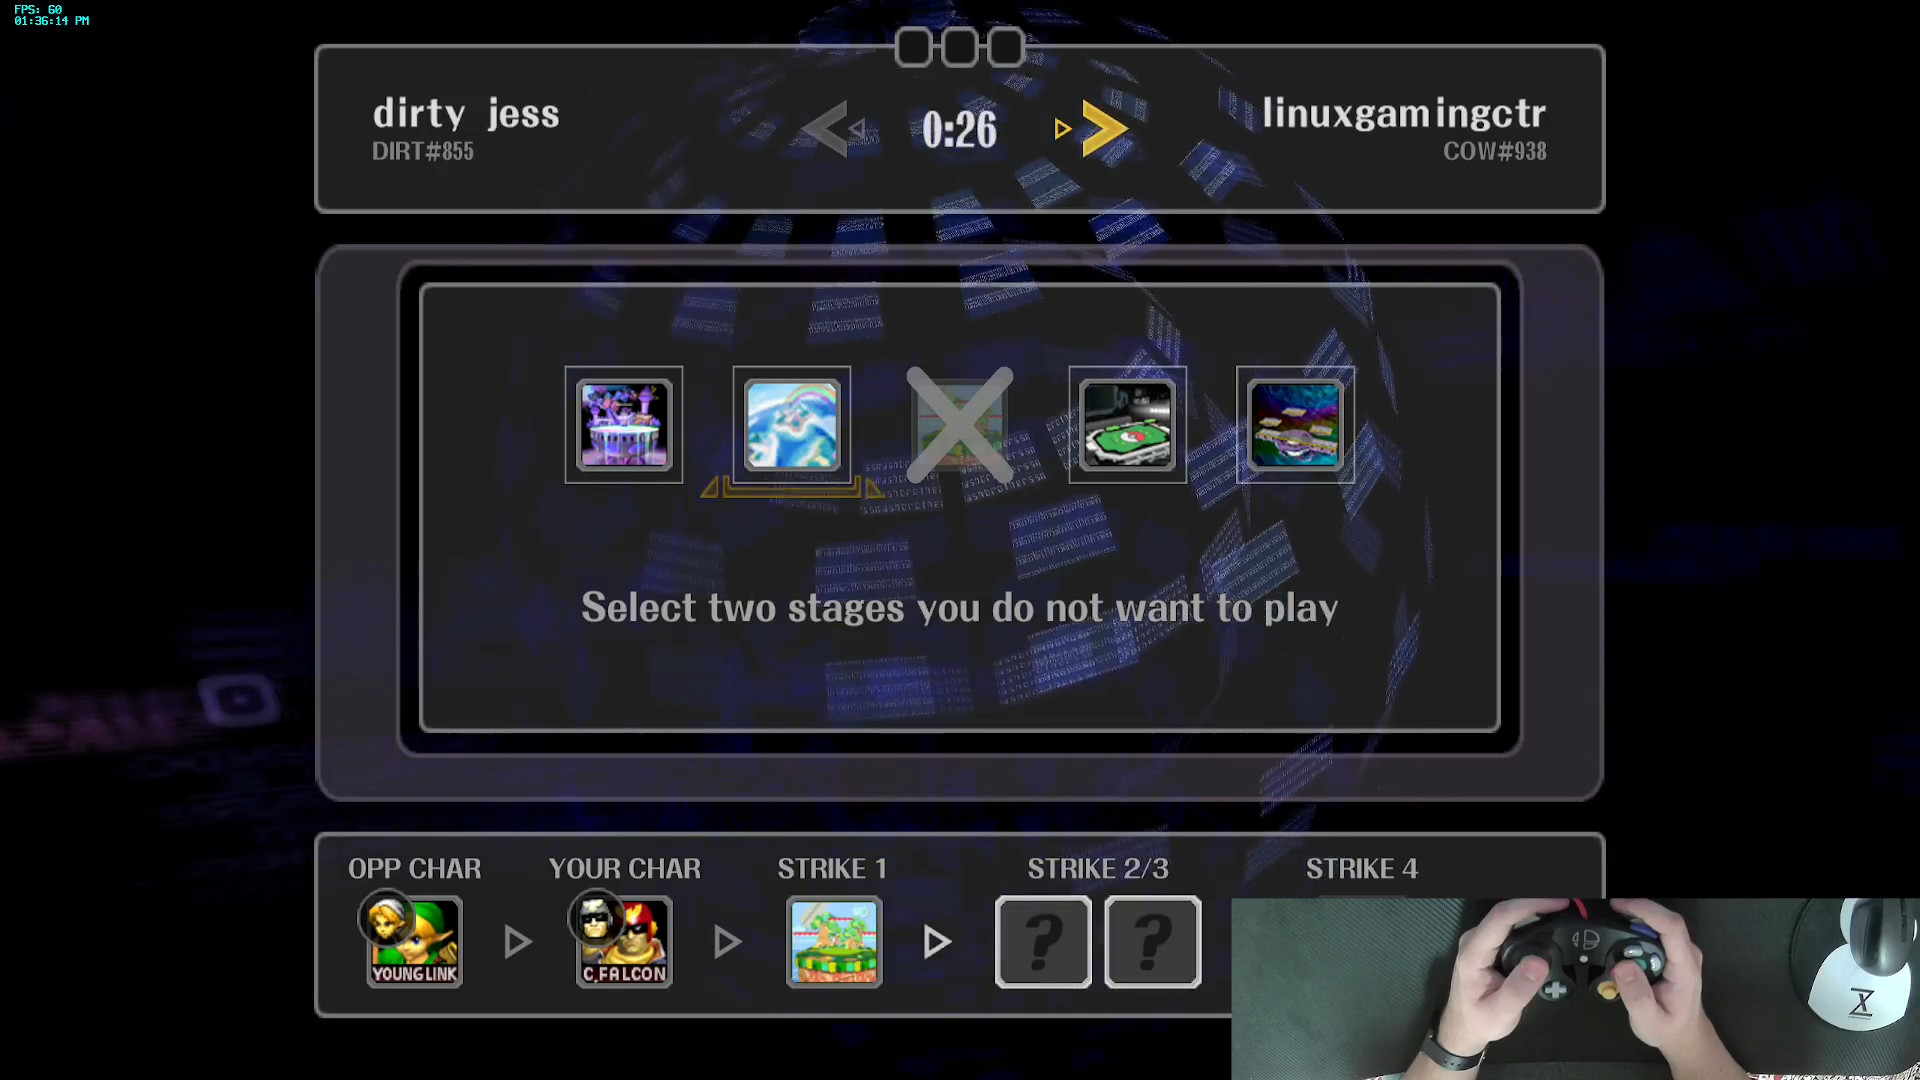 FPS: 60
01:36:14 PM
dirty jess
DIRT#855
0:26
linuxgamingctr
COW#938
Select two stages you do not want to play
OPP CHAR
YOUR CHAR
STRIKE 1
STRIKE 2/3
STRIKE 4
YOUNG LINK
C,FALCON
?
?
Z